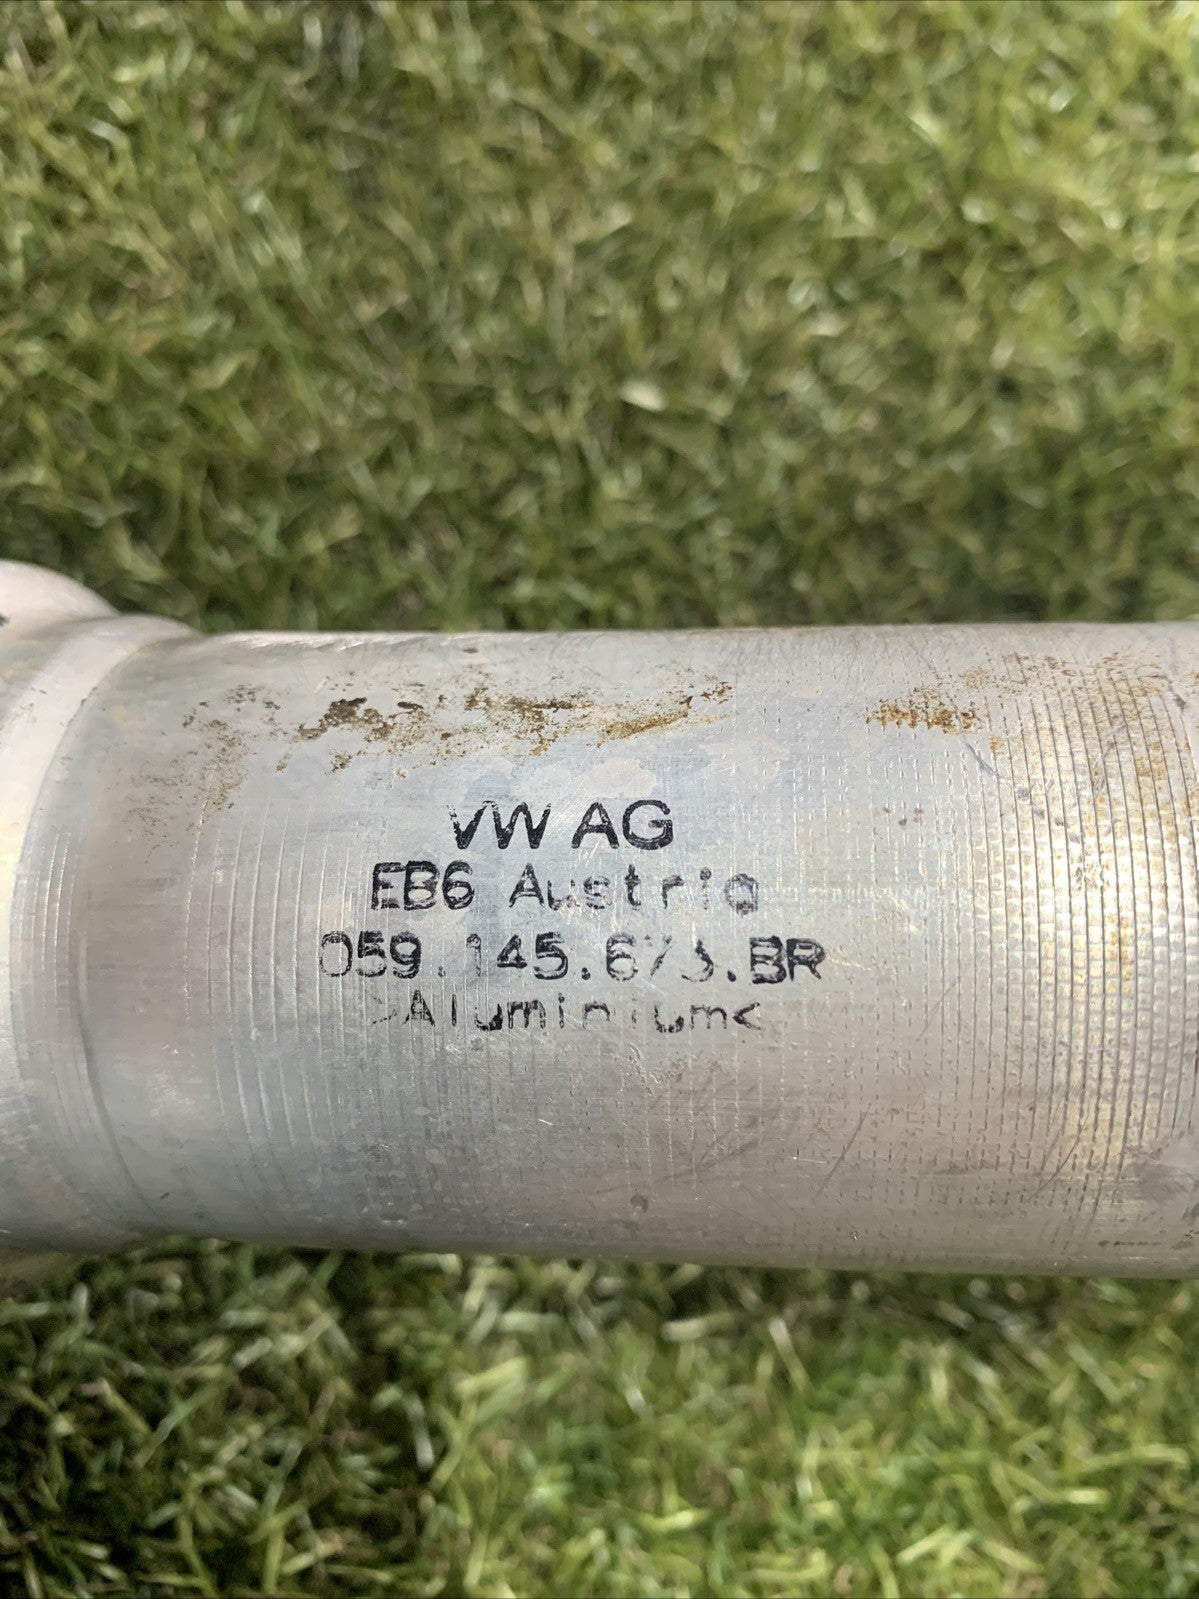 VW AG
EB6 Austria
059.145.673.BR
>Aluminium<